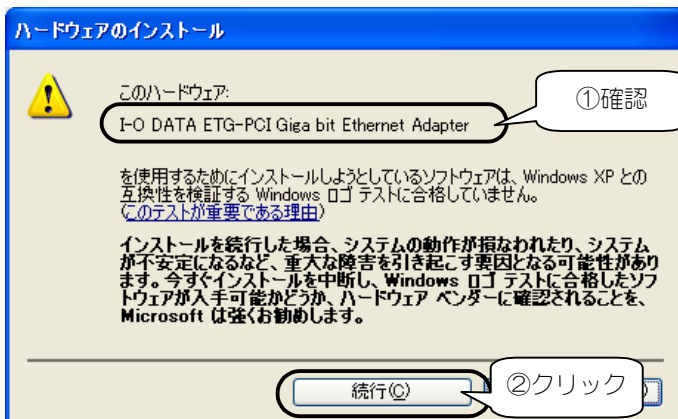 ハードウェアのインストール
このハードウェア:
①確認
I-O DATA ETG-PCI Giga bit Ethernet Adapter
を使用するためにインストールしようとしているソフトウェアは、Windows XP との
互換性を検証する Windows ロゴ テストに合格していません。
(このテストが重要である理由)
インストールを続行した場合、システムの動作が損なわれたり、システム
が不安定になるなど、重大な障害を引き起こす要因となる可能性があり
ます。今すぐインストールを中断し、Windows ロゴ テストに合格したソフ
トウェアが入手可能かどうか、ハードウェア ベンダーに確認されることを、
Microsoft は強くお勧めします。
続行(C)
②クリック